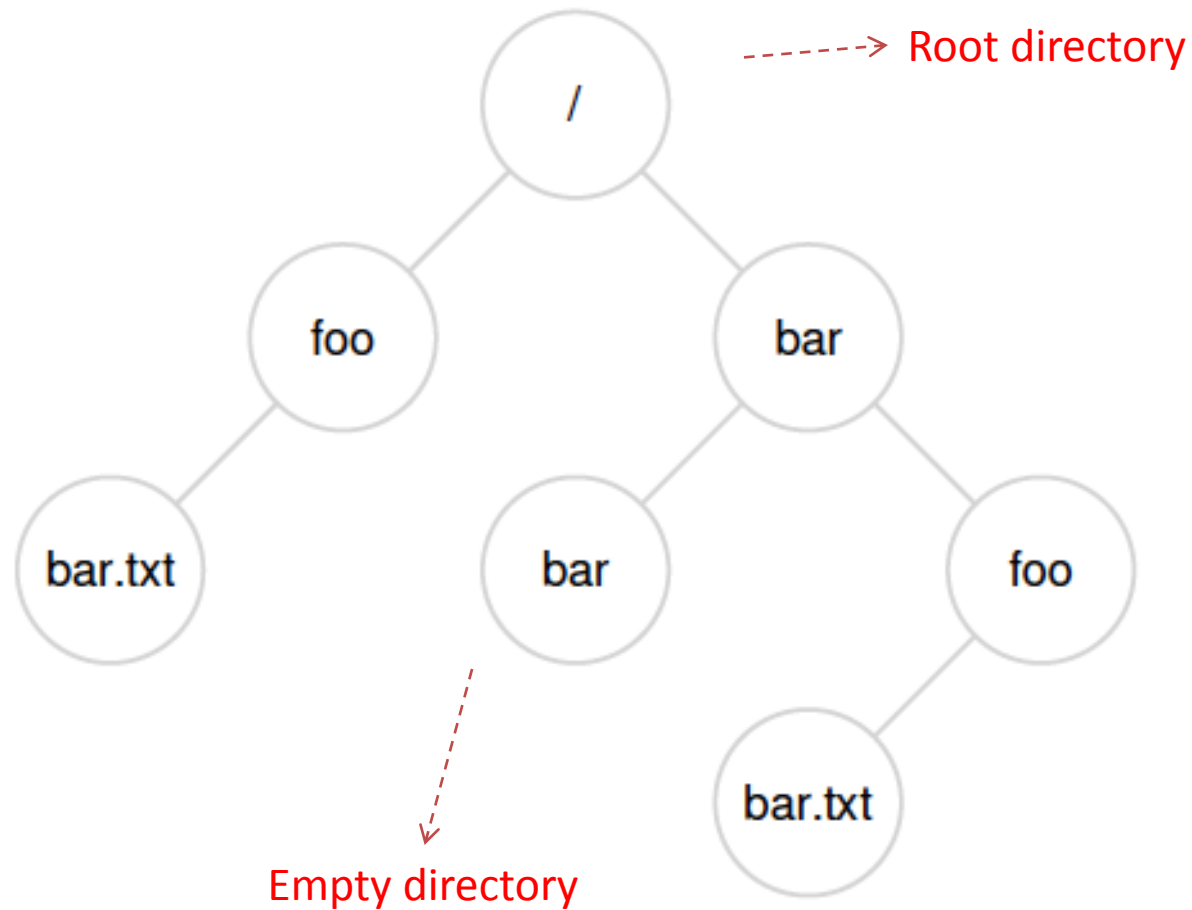 /
Root directory
foo
bar
bar.txt
bar
foo
bar.txt
Empty directory